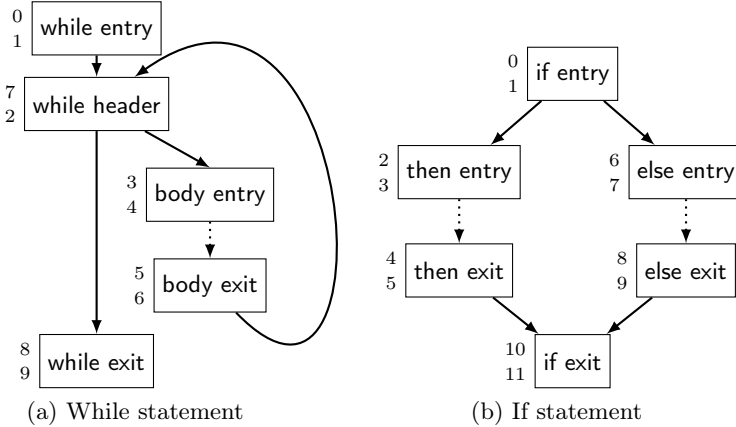 0
1
while entry
7
2
while header
3
4
body entry
5
6
body exit
8
9
while exit
(a) While statement
0
1
if entry
2
3
then entry
6
7
else entry
4
5
then exit
8
9
else exit
10
11
if exit
(b) If statement